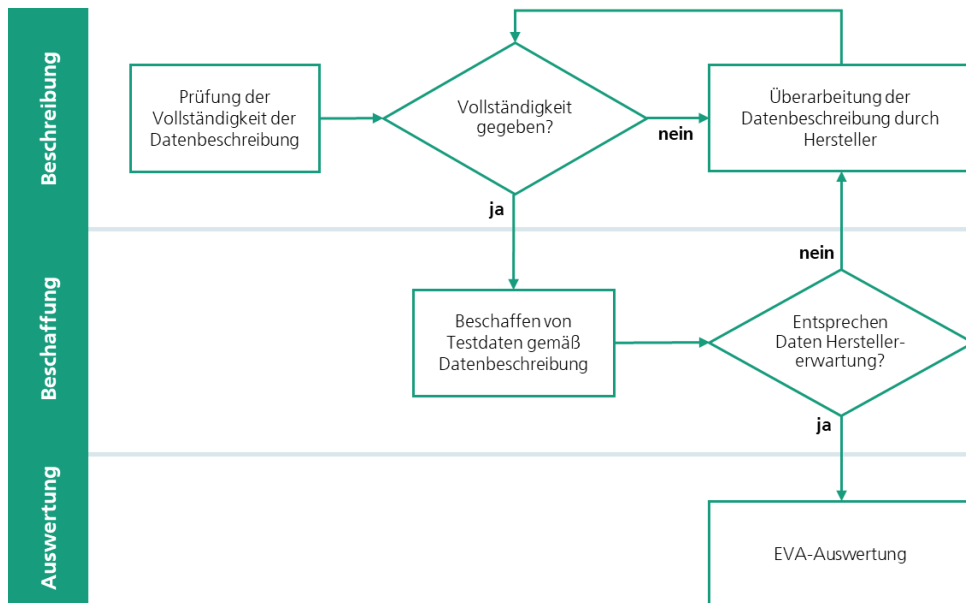 Beschreibung
Prüfung der
Vollständigkeit der
Datenbeschreibung
Vollständigkeit
gegeben?
nein
Überarbeitung der
Datenbeschreibung durch
Hersteller
ja
Beschaffung
Beschaffen von
Testdaten gemäß
Datenbeschreibung
nein
Entsprechen
Daten Hersteller-
erwartung?
ja
Auswertung
EVA-Auswertung